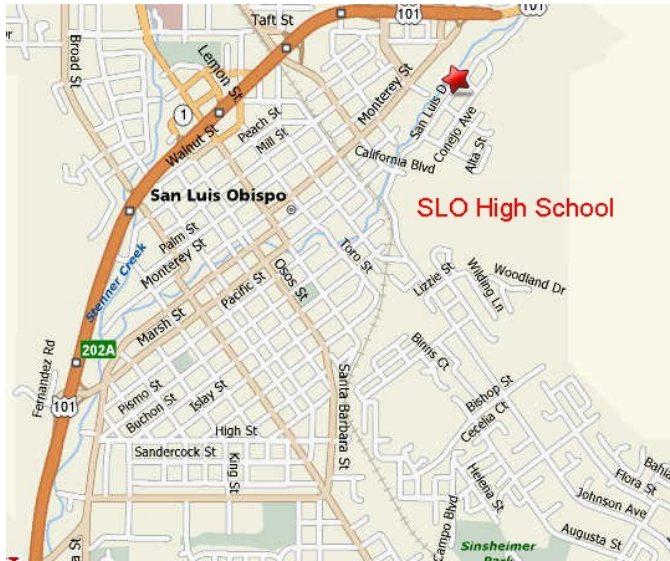 101
101
Taft St
Broad St
Lemon St
Monterey St
San Luis D
Conejo Ave
Alta St
1
Peach St
Mill St
Walnut St
California Blvd
San Luis Obispo
SLO High School
Palm St
Monterey St
Stenner Creek
Toro St
Osos St
Pacific St
Lizzie St
Wilding Ln
Woodland Dr
Marsh St
202A
Fernandez Rd
Binns Ct
Santa Barbara St
Bishop St
Cecelia Ct
101
Pismo St
Buchon St
Islay St
High St
Sandercock St
King St
Helena St
Bahia
Flora St
Johnson Ave
Augusta St
Campo Blvd
Sinsheimer
Park
St